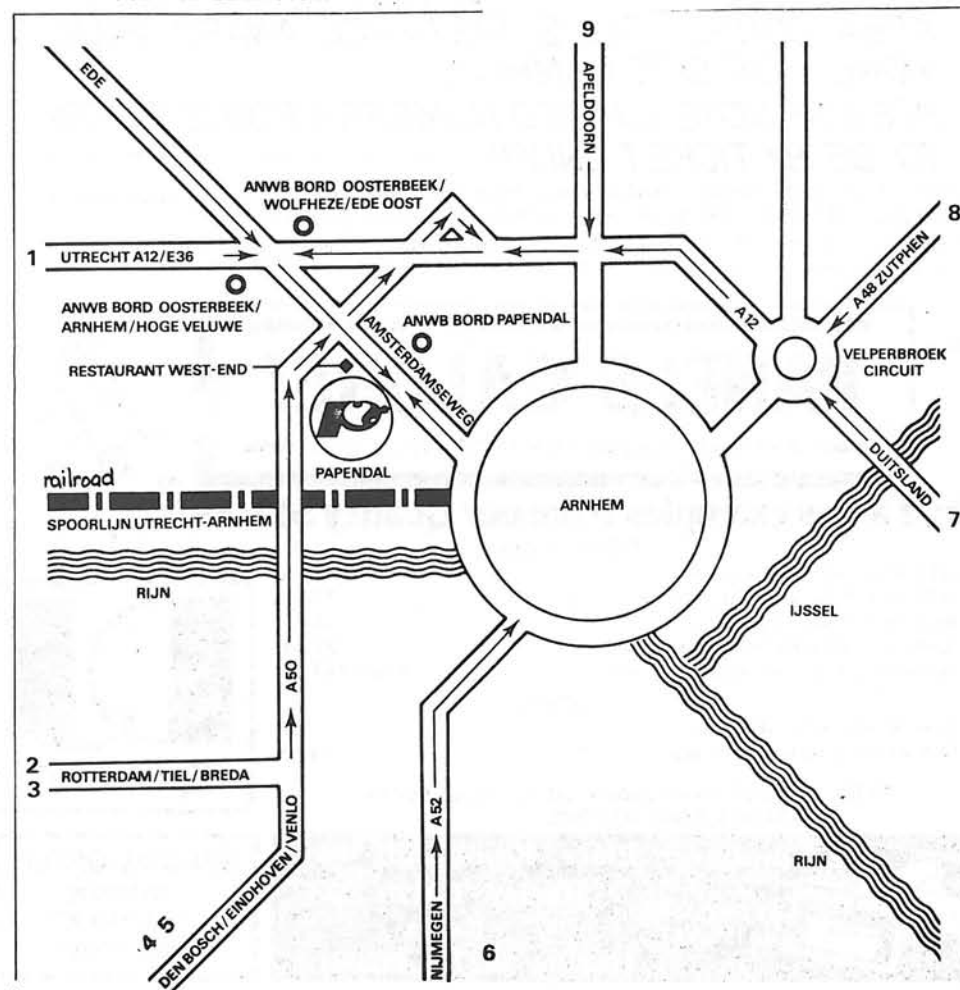 9
EDE
APELDOORN
ANWB BORD OOSTERBEEK/
WOLFHEZE/EDE OOST
8
A48 ZUTPHEN
1
UTRECHT A12/E36
ANWB BORD OOSTERBEEK/
ARNHEM/HOGE VELUWE
AMSTERDAMSEWEG
ANWB BORD PAPENDAL
A12
VELPERBROEK
CIRCUIT
RESTAURANT WEST-END
P
PAPENDAL
DUITSLAND
7
railroad
SPOORLIJN UTRECHT-ARNHEM
ARNHEM
RIJN
IJSSEL
A50
2
3
ROTTERDAM/TIEL/BREDA
A52
RIJN
4 5
DEN BOSCH/EINDHOVEN/VENLO
NIJMEGEN
6